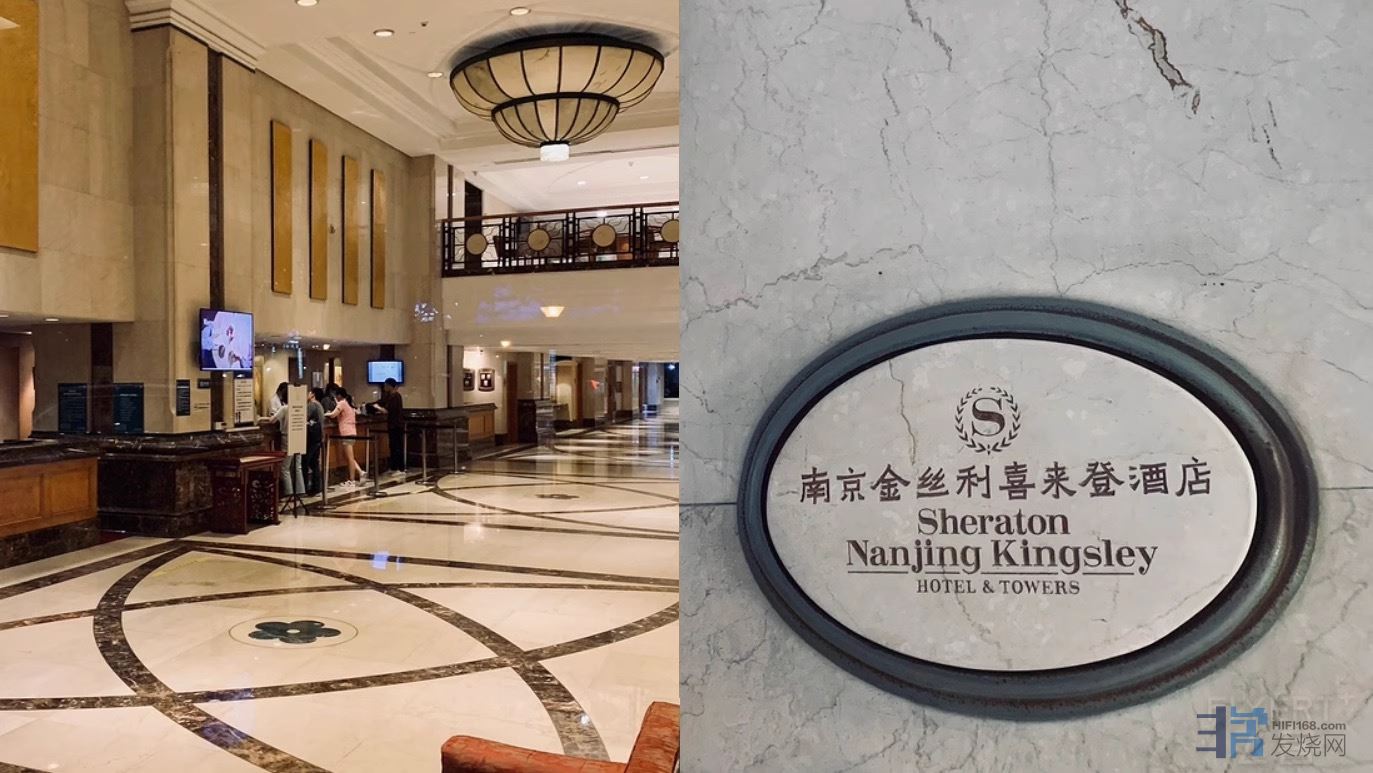 S
南京金丝利喜来登酒店
Sheraton
Nanjing Kingsley
HOTEL & TOWERS
HIFI168.com
发烧网